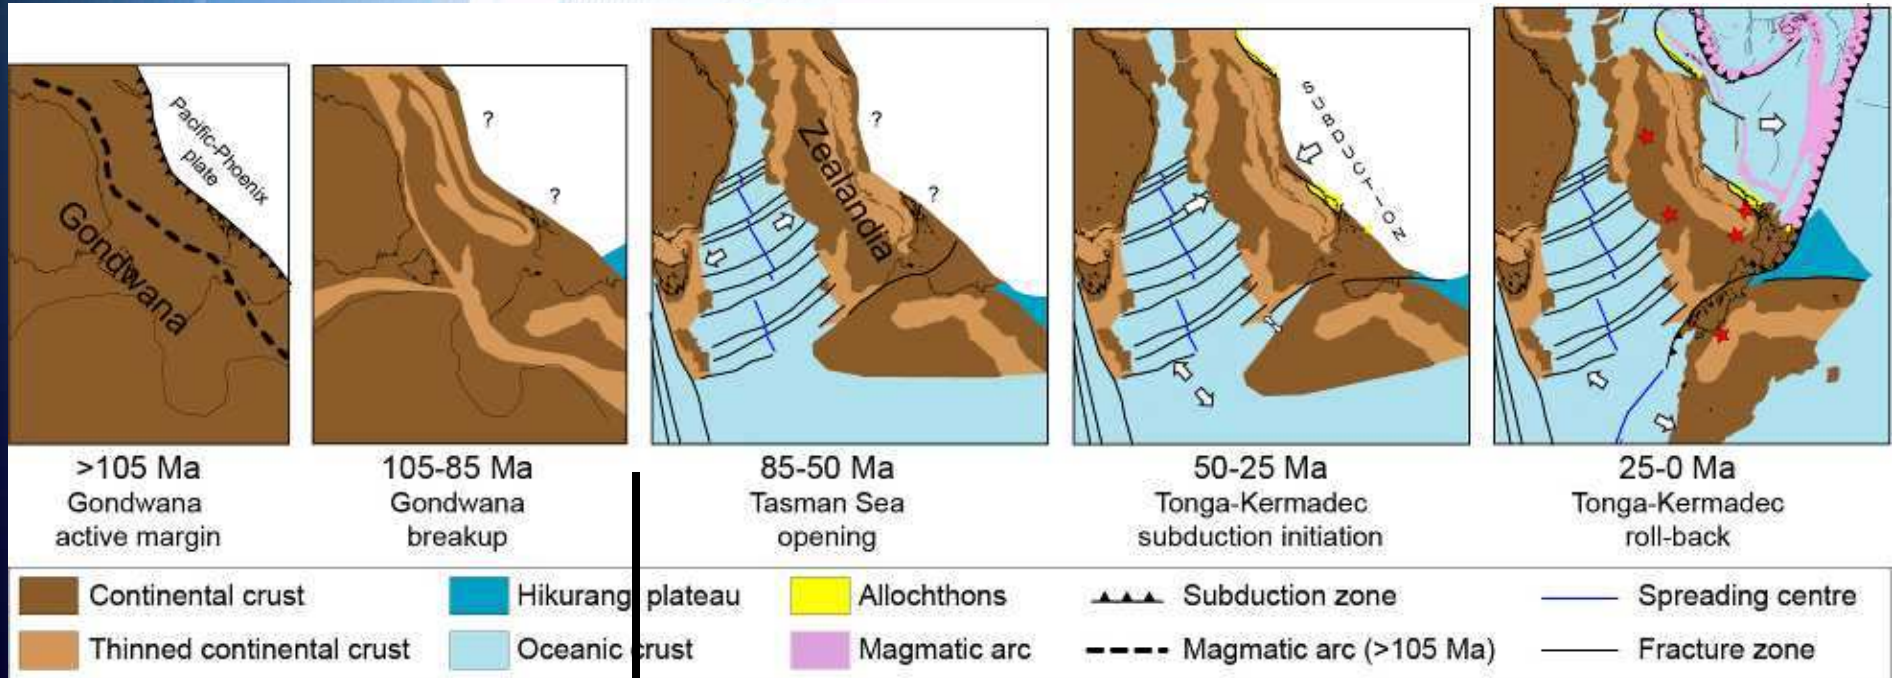 Pacific-Phoenix
plate
Gondwana
?
?
Zealandia
?
?
SUBDUCTION
>105 Ma
Gondwana
active margin
105-85 Ma
Gondwana
breakup
85-50 Ma
Tasman Sea
opening
50-25 Ma
Tonga-Kermadec
subduction initiation
25-0 Ma
Tonga-Kermadec
roll-back
Continental crust
Hikurang plateau
Allochthons
Subduction zone
Spreading centre
Thinned continental crust
Oceanic crust
Magmatic arc
Magmatic arc (>105 Ma)
Fracture zone